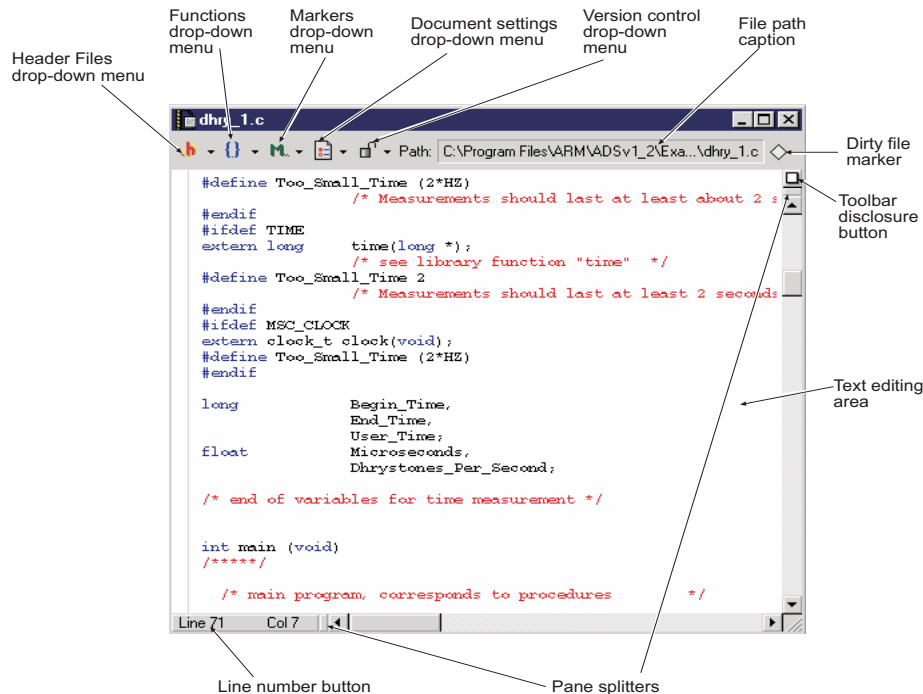 Functions drop-down menu
Markers drop-down menu
Document settings drop-down menu
Version control drop-down menu
File path caption
Header Files drop-down menu
dhry_1.c
h {} M Path: C:\Program Files\ARM\ADSv1_2\Exa...\dhry_1.c
Dirty file marker
Toolbar disclosure button
#define Too_Small_Time (2*HZ)
/* Measurements should last at least about 2 s
#endif
#ifdef TIME
extern long time(long *);
/* see library function "time" */
#define Too_Small_Time 2
/* Measurements should last at least 2 seconds
#endif
#ifdef MSC_CLOCK
extern clock_t clock(void);
#define Too_Small_Time (2*HZ)
#endif
long Begin_Time,
End_Time,
User_Time;
float Microseconds,
Dhrystones_Per_Second;
/* end of variables for time measurement */
int main (void)
/*****/
/* main program, corresponds to procedures */
Text editing area
Line 71 Col 7
Line number button
Pane splitters